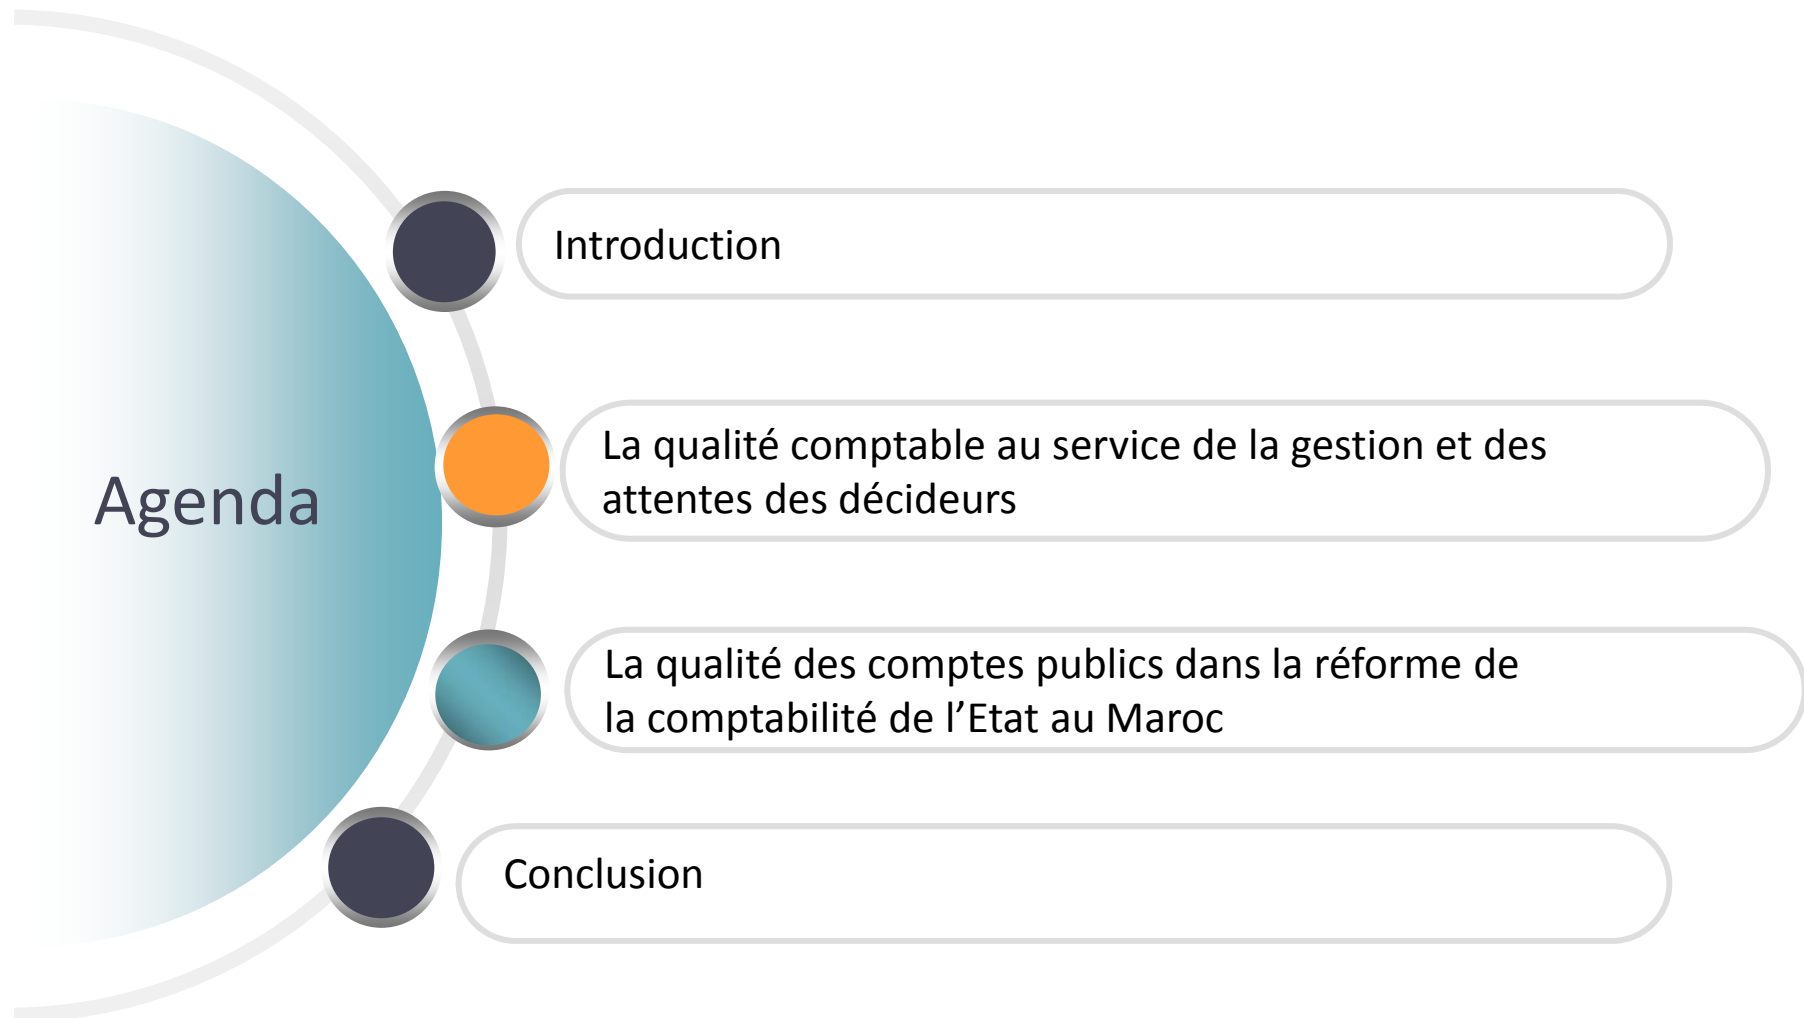 Agenda
Introduction
La qualité comptable au service de la gestion et des
attentes des décideurs
La qualité des comptes publics dans la réforme de
la comptabilité de l’Etat au Maroc
Conclusion